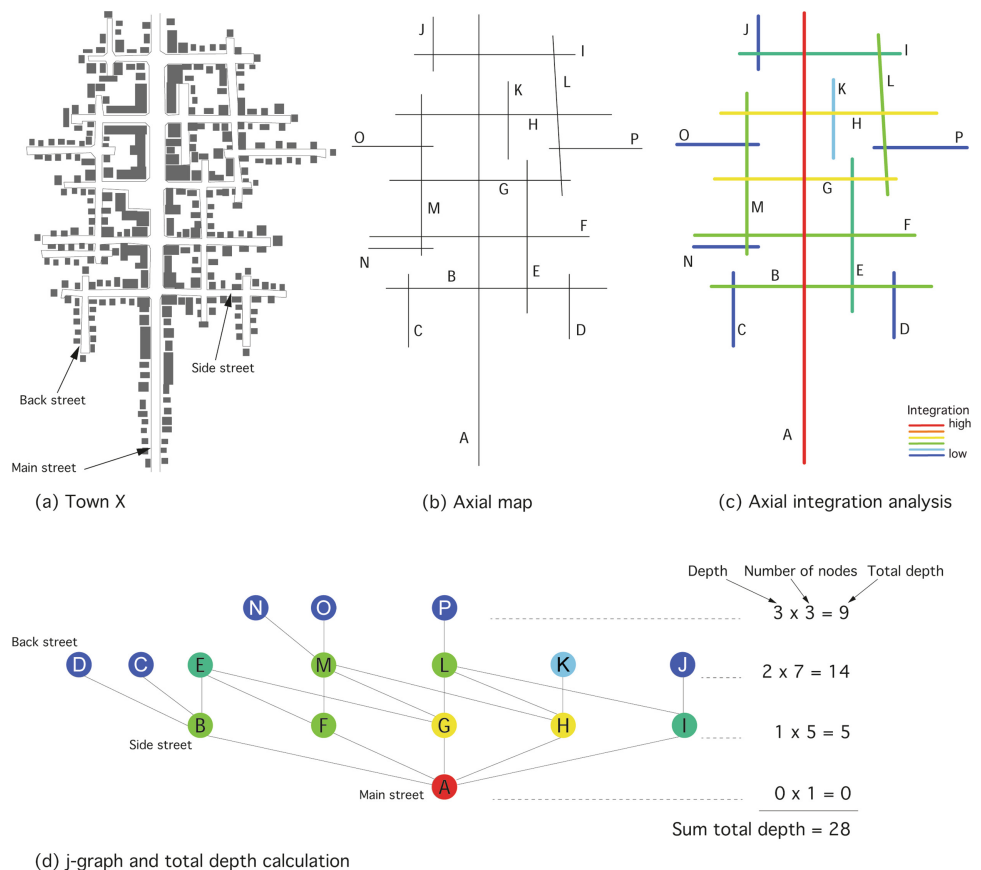 Back street
Side street
Main street
(a) Town X
J
I
L
K
H
O
P
G
M
F
N
B
E
C
D
A
(b) Axial map
J
I
L
K
H
O
P
G
M
F
N
B
E
C
D
A
Integration
high
low
(c) Axial integration analysis
Depth Number of nodes Total depth
N O P
3 x 3 = 9
Back street
D C E M L K J
2 x 7 = 14
B F G H I
Side street
1 x 5 = 5
A
Main street
0 x 1 = 0
Sum total depth = 28
(d) j-graph and total depth calculation